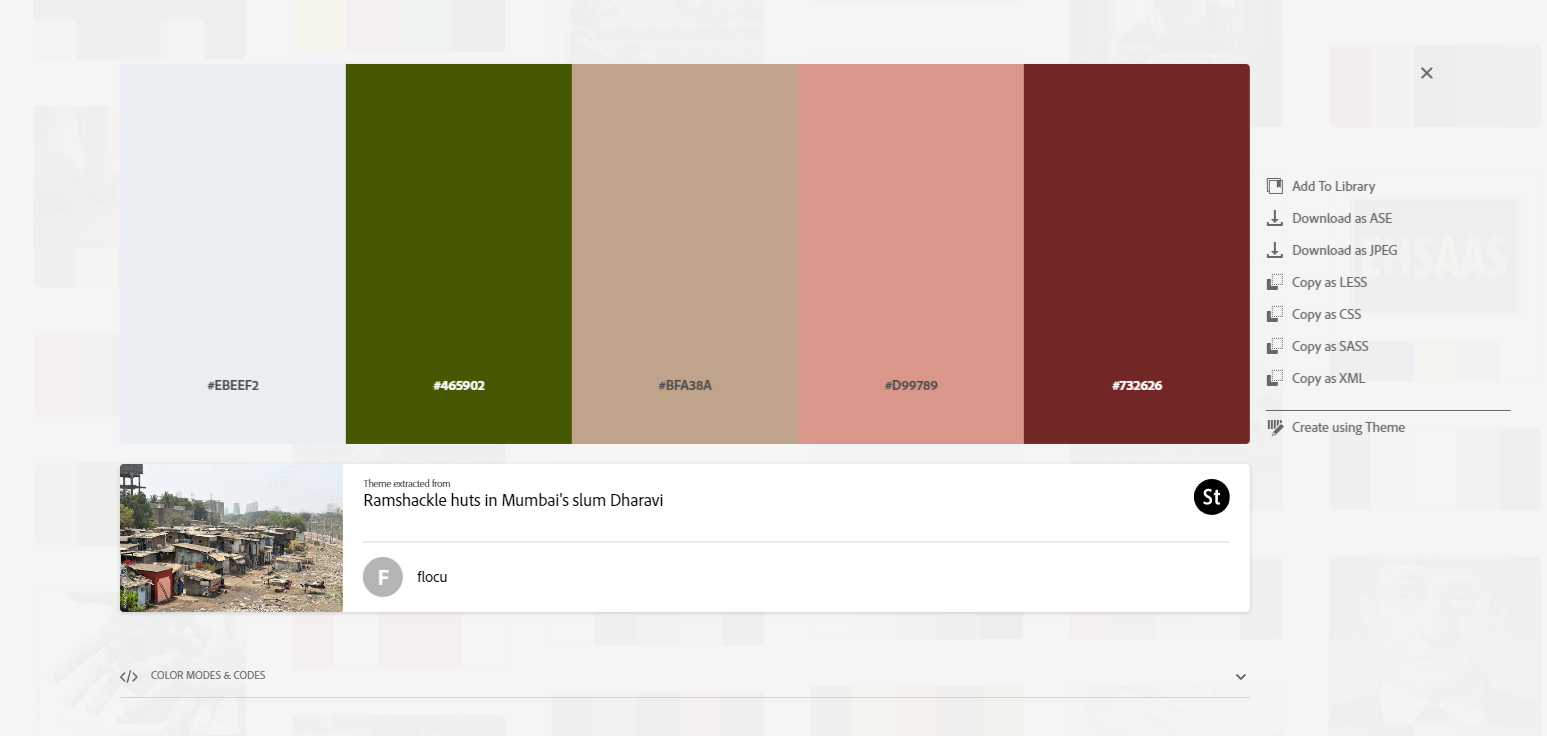 #EBEEF2
#465902
#BFA38A
#D99789
#732626
Add To Library
Download as ASE
Download as JPEG
Copy as LESS
Copy as CSS
Copy as SASS
Copy as XML
Create using Theme
EHSAAS
Theme extracted from
Ramshackle huts in Mumbai's slum Dharavi
St
F
flocu
</> COLOR MODES & CODES